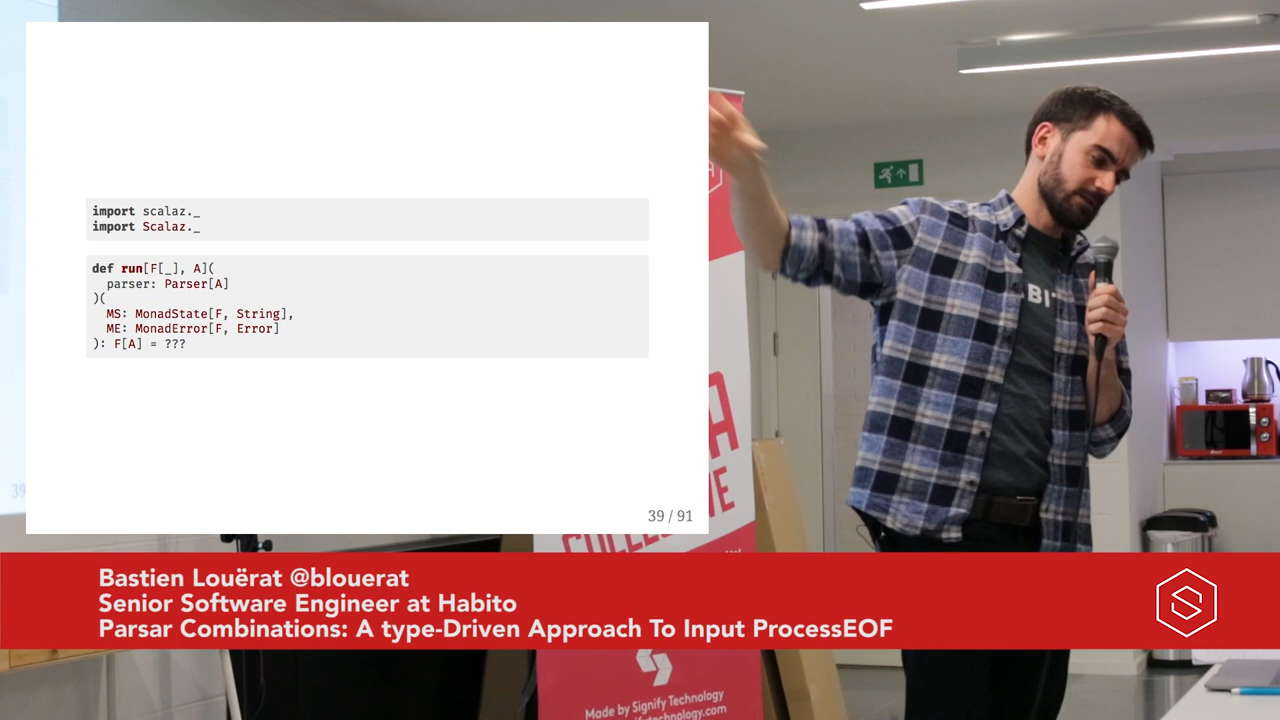 import scalaz._
import Scalaz._
def run[F[_], A](
  parser: Parser[A]
)(
  MS: MonadState[F, String],
  ME: MonadError[F, Error]
): F[A] = ???
39 / 91
39
Bastien Louërat @blouerat
Senior Software Engineer at Habito
Parsar Combinations: A type-Driven Approach To Input ProcessEOF
Made by Signify Technology